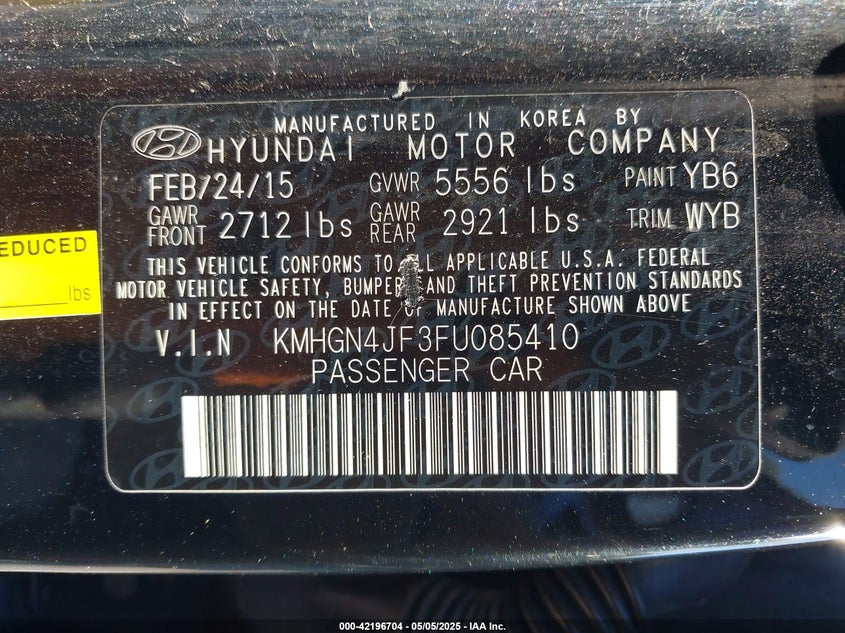 MANUFACTURED IN KOREA BY
HYUNDAI MOTOR COMPANY
FEB/24/15 GVWR 5556 lbs PAINT YB6
GAWR FRONT 2712 lbs GAWR REAR 2921 lbs TRIM WYB
THIS VEHICLE CONFORMS TO ALL APPLICABLE U.S.A. FEDERAL
MOTOR VEHICLE SAFETY, BUMPER AND THEFT PREVENTION STANDARDS
IN EFFECT ON THE DATE OF MANUFACTURE SHOWN ABOVE
V.I.N KMHGN4JF3FU085410
PASSENGER CAR
EDUCED
lbs
000-42196704 - 05/05/2025 - IAA Inc.